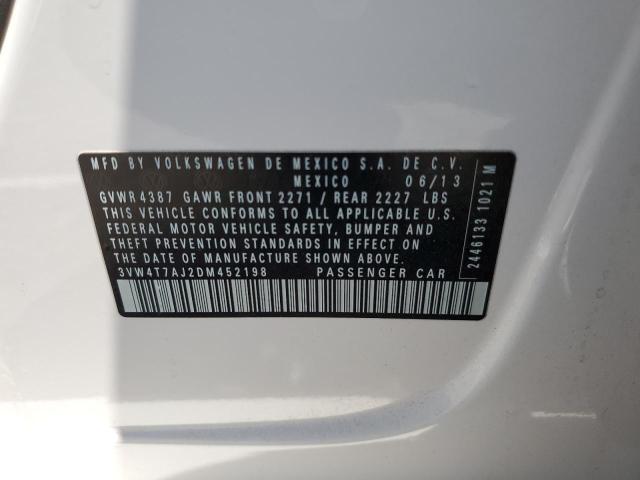 MFD BY VOLKSWAGEN DE MEXICO S.A. DE C.V.
MEXICO 06/13
GVWR 4387 GAWR FRONT 2271 / REAR 2227 LBS
THIS VEHICLE CONFORMS TO ALL APPLICABLE U.S.
FEDERAL MOTOR VEHICLE SAFETY, BUMPER AND
THEFT PREVENTION STANDARDS IN EFFECT ON
THE DATE OF MANUFACTURE SHOWN ABOVE.
3VW4T7AJ2DM452198 PASSENGER CAR
2446133 1021 M